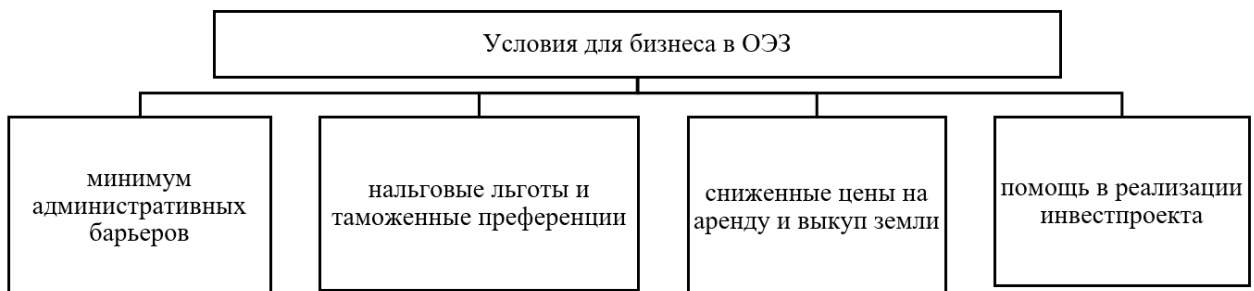 Условия для бизнеса в ОЭЗ
минимум
административных
барьеров
нальговые льготы и
таможенные преференции
сниженные цены на
аренду и выкуп земли
помощь в реализации
инвестпроекта